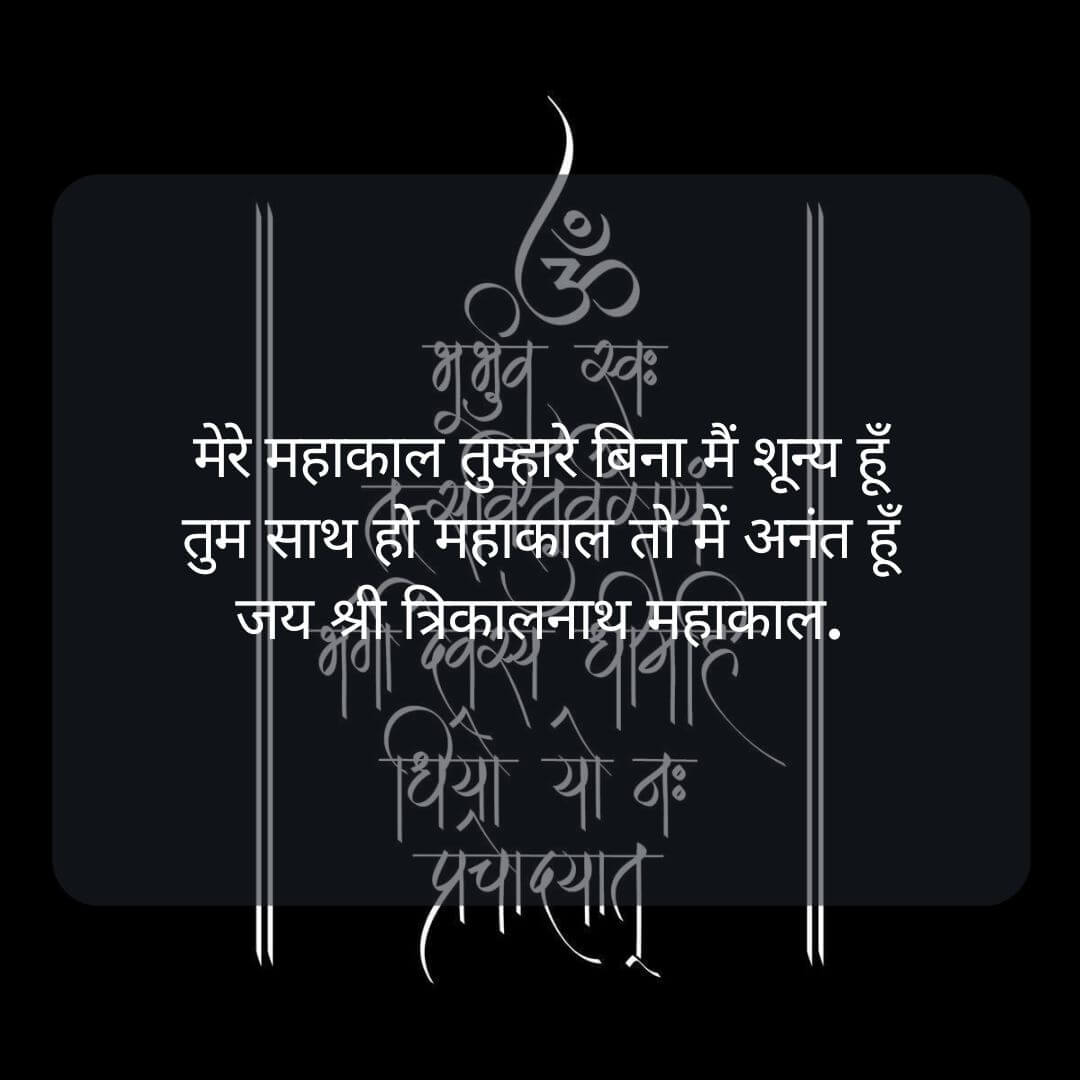 ॐ
भूर्भुव स्वः
मेरे महाकाल तुम्हारे बिना मैं शून्य हूँ
तत्सवितुवरेण्यं
तुम साथ हो महाकाल तो में अनंत हूँ
जय श्री त्रिकालनाथ महाकाल.
भर्गो देवस्य धीमहि
धियो यो नः
प्रचोदयात्